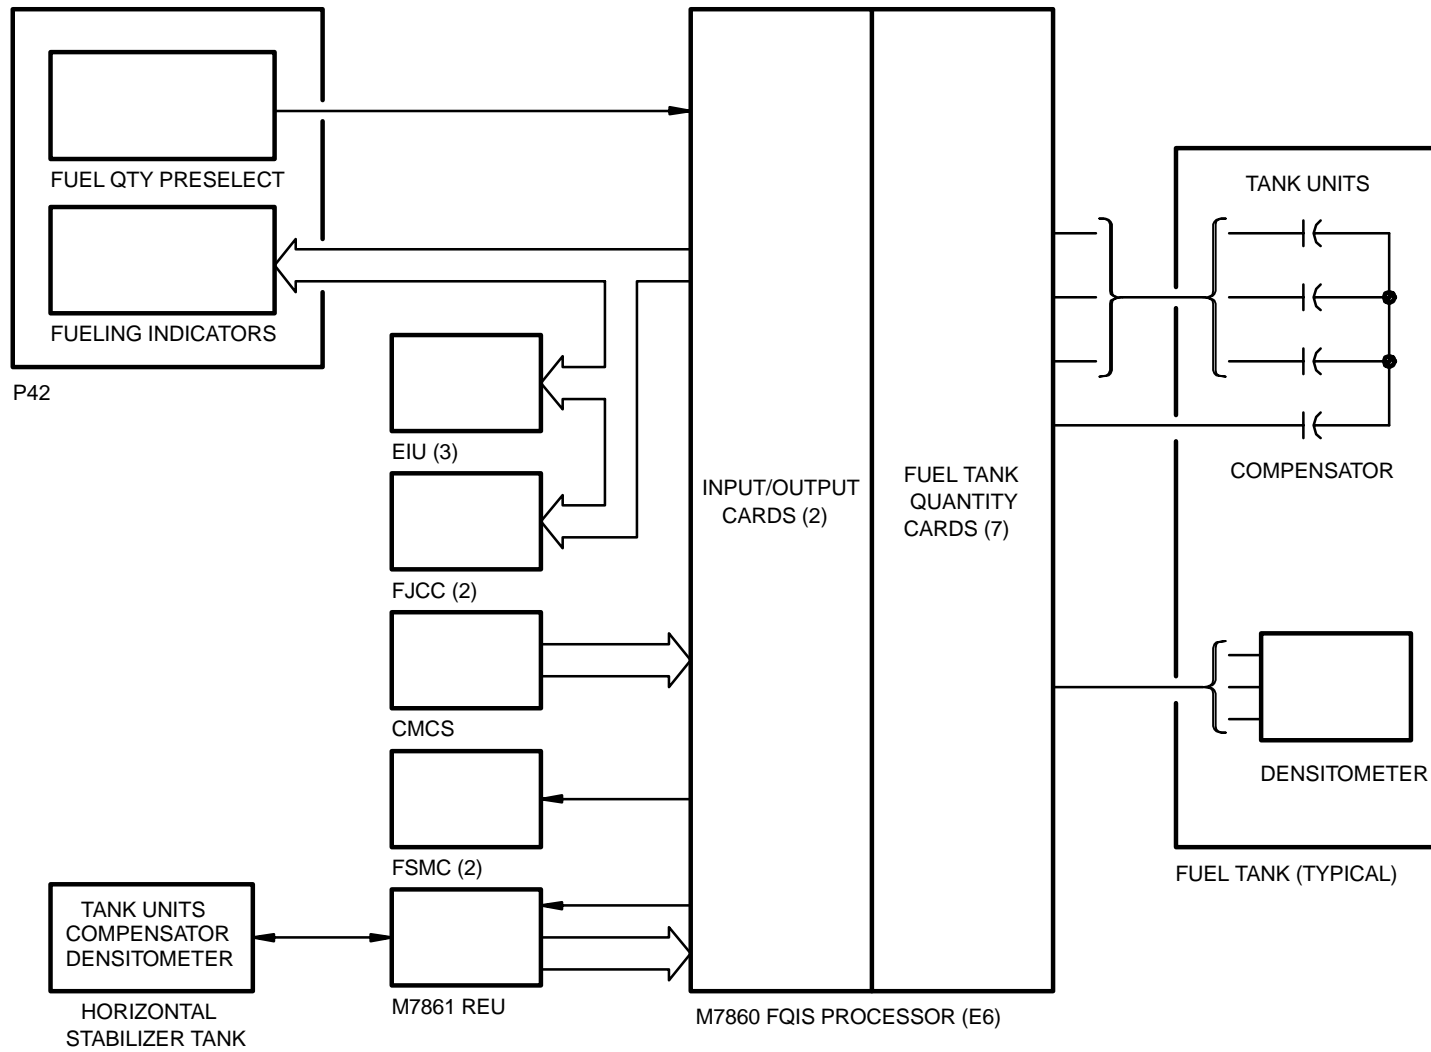 FUEL QTY PRESELECT
FUELING INDICATORS
P42
EIU (3)
FJCC (2)
CMCS
FSMC (2)
TANK UNITS
COMPENSATOR
DENSITOMETER
HORIZONTAL
STABILIZER TANK
M7861 REU
INPUT/OUTPUT
CARDS (2)
FUEL TANK
QUANTITY
CARDS (7)
M7860 FQIS PROCESSOR (E6)
TANK UNITS
COMPENSATOR
DENSITOMETER
FUEL TANK (TYPICAL)